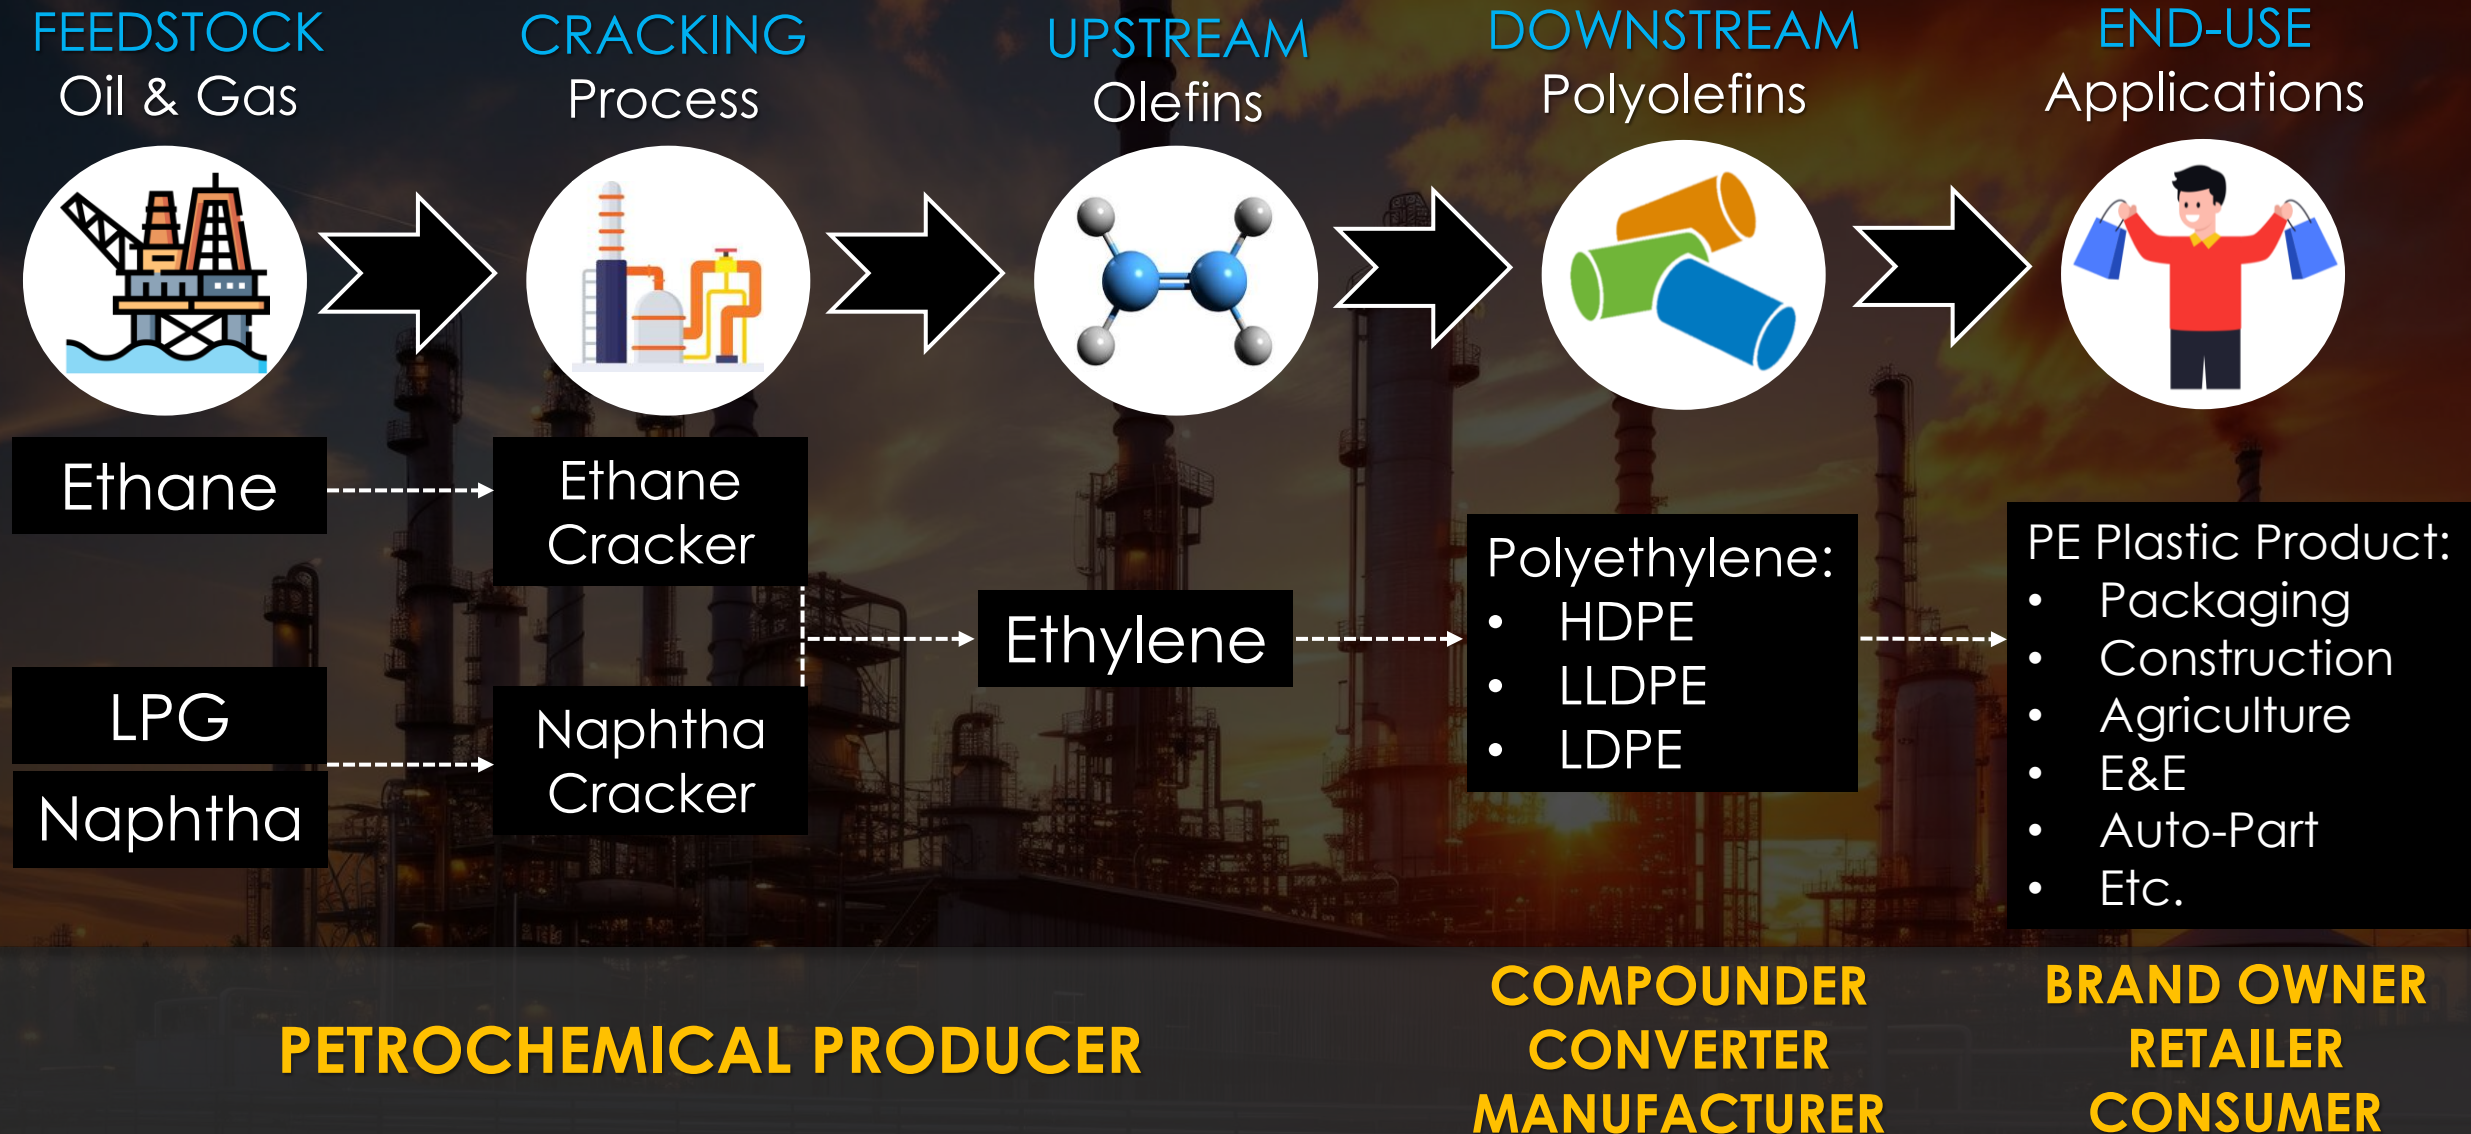 FEEDSTOCK
Oil & Gas
CRACKING
Process
UPSTREAM
Olefins
DOWNSTREAM
Polyolefins
END-USE
Applications
Ethane
LPG
Naphtha
Ethane
Cracker
Naphtha
Cracker
Ethylene
Polyethylene:
• HDPE
• LLDPE
• LDPE
PE Plastic Product:
• Packaging
• Construction
• Agriculture
• E&E
• Auto-Part
• Etc.
PETROCHEMICAL PRODUCER
COMPOUNDER
CONVERTER
MANUFACTURER
BRAND OWNER
RETAILER
CONSUMER